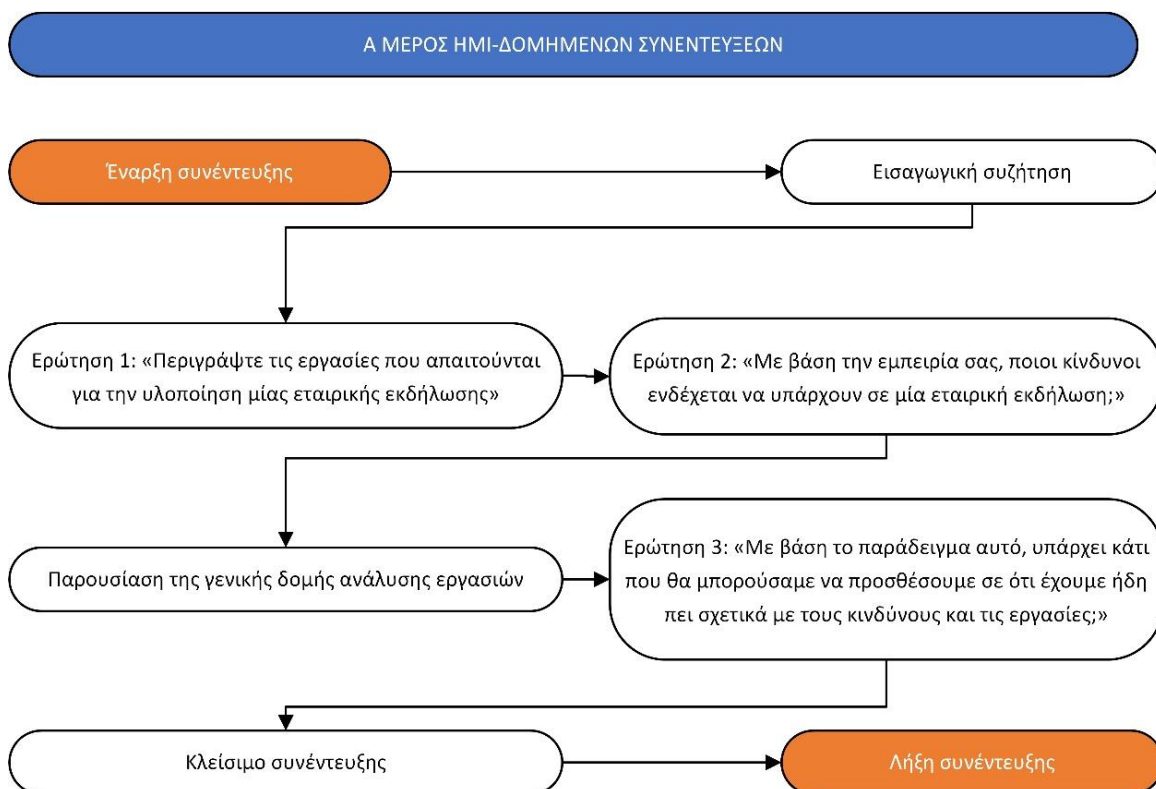 Α ΜΕΡΟΣ ΗΜΙ-ΔΟΜΗΜΕΝΩΝ ΣΥΝΕΝΤΕΥΞΕΩΝ
Έναρξη συνέντευξης
Εισαγωγική συζήτηση
Ερώτηση 1: «Περιγράψτε τις εργασίες που απαιτούνται
για την υλοποίηση μίας εταιρικής εκδήλωσης»
Ερώτηση 2: «Με βάση την εμπειρία σας, ποιοι κίνδυνοι
ενδέχεται να υπάρχουν σε μία εταιρική εκδήλωση;»
Παρουσίαση της γενικής δομής ανάλυσης εργασιών
Ερώτηση 3: «Με βάση το παράδειγμα αυτό, υπάρχει κάτι
που θα μπορούσαμε να προσθέσουμε σε ότι έχουμε ήδη
πει σχετικά με τους κινδύνους και τις εργασίες;»
Κλείσιμο συνέντευξης
Λήξη συνέντευξης